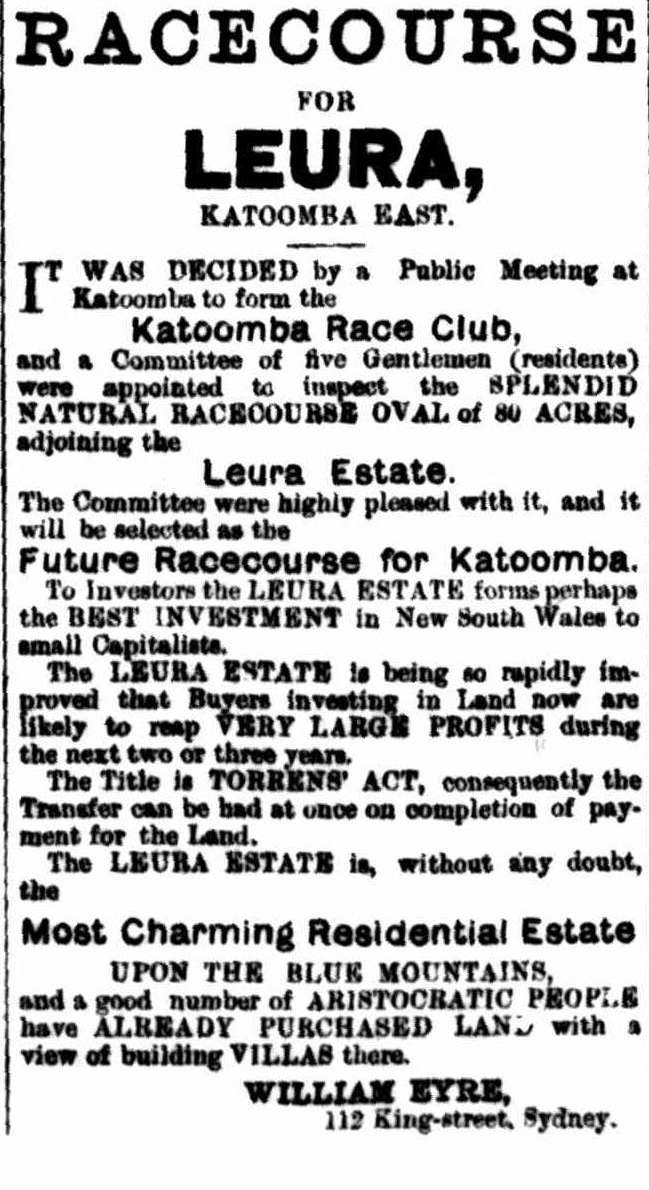 RACECOURSE
FOR
LEURA,
KATOOMBA EAST.
IT WAS DECIDED by a Public Meeting at
Katoomba to form the
Katoomba Race Club,
and a Committee of five Gentlemen (residents)
were appointed to inspect the SPLENDID
NATURAL RACECOURSE OVAL of 80 ACRES,
adjoining the
Leura Estate.
The Committee were highly pleased with it, and it
will be selected as the
Future Racecourse for Katoomba.
To Investors the LEURA ESTATE forms perhaps
the BEST INVESTMENT in New South Wales to
small Capitalists.
The LEURA ESTATE is being so rapidly im-
proved that Buyers investing in Land now are
likely to reap VERY LARGE PROFITS during
the next two or three years.
The Title is TORRENS' ACT, consequently the
Transfer can be had at once on completion of pay-
ment for the Land.
The LEURA ESTATE is, without any doubt,
the
Most Charming Residential Estate
UPON THE BLUE MOUNTAINS,
and a good number of ARISTOCRATIC PEOPLE
have ALREADY PURCHASED LAND with a
view of building VILLAS there.
WILLIAM EYRE,
112 King-street, Sydney.